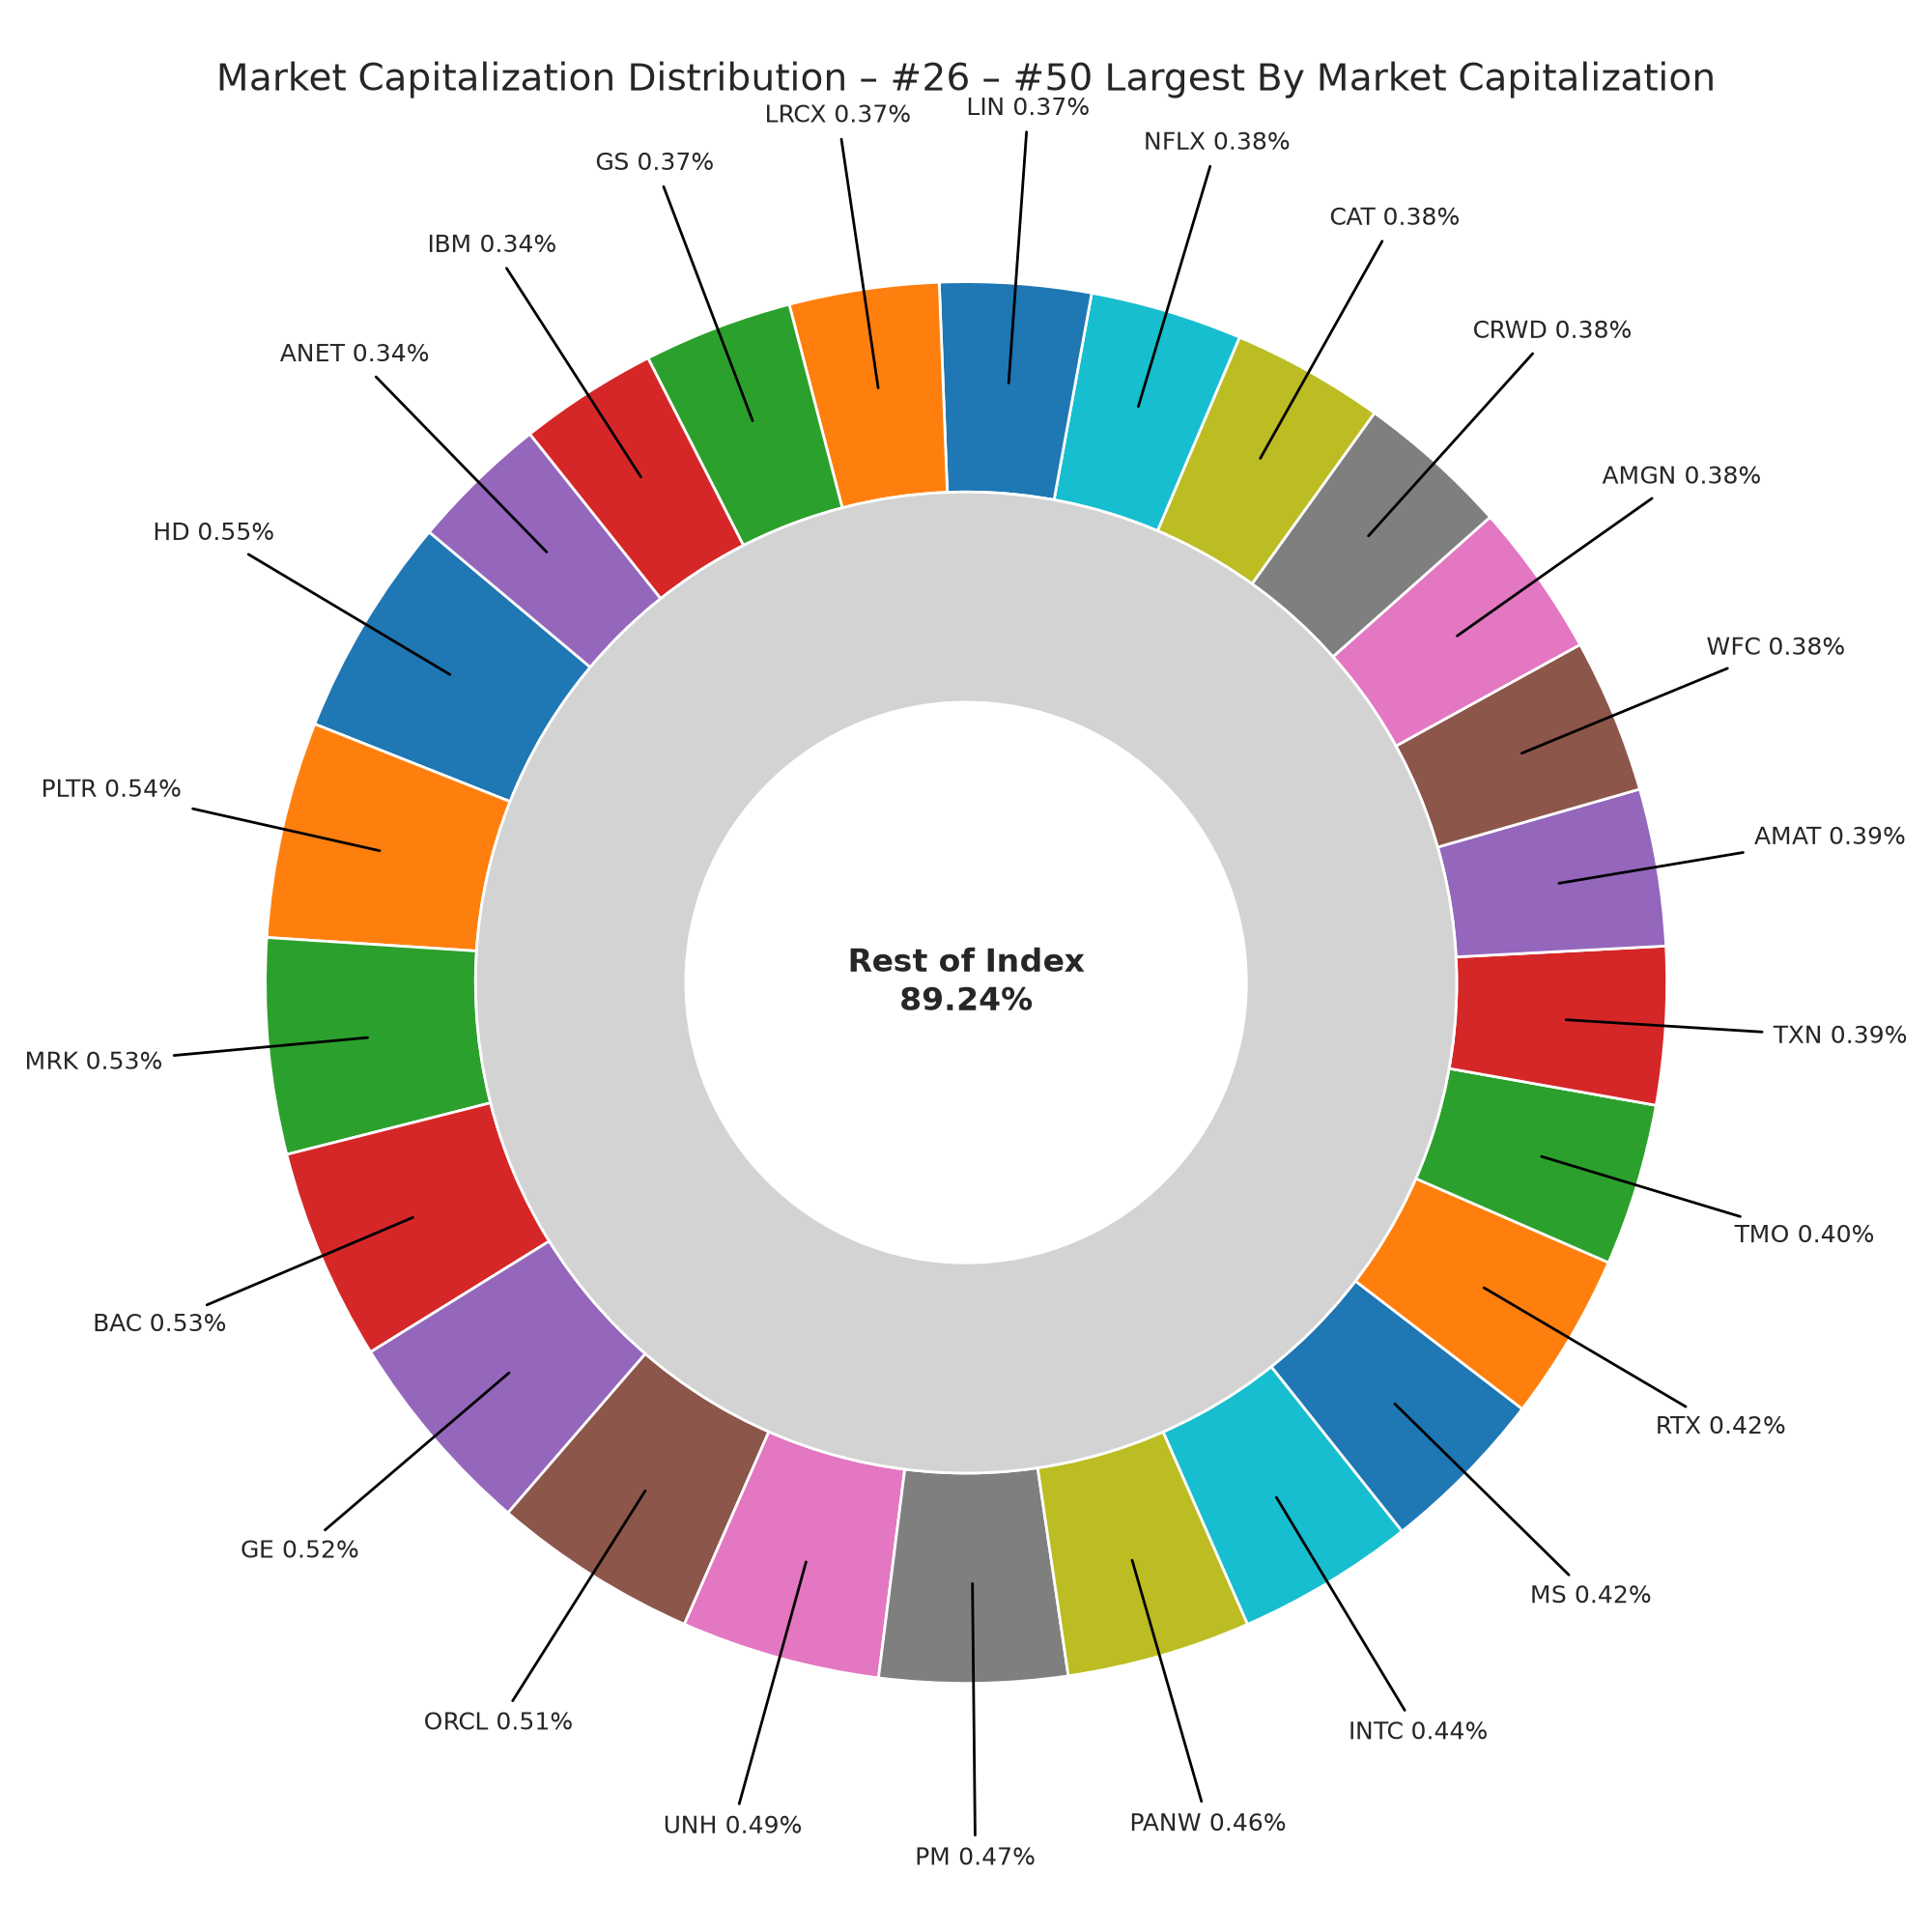 Market Capitalization Distribution – #26 – #50 Largest By Market Capitalization
LIN 0.37%
LRCX 0.37%
NFLX 0.38%
GS 0.37%
CAT 0.38%
IBM 0.34%
CRWD 0.38%
ANET 0.34%
AMGN 0.38%
HD 0.55%
WFC 0.38%
PLTR 0.54%
AMAT 0.39%
Rest of Index
89.24%
TXN 0.39%
MRK 0.53%
TMO 0.40%
BAC 0.53%
RTX 0.42%
GE 0.52%
MS 0.42%
ORCL 0.51%
INTC 0.44%
UNH 0.49%
PANW 0.46%
PM 0.47%